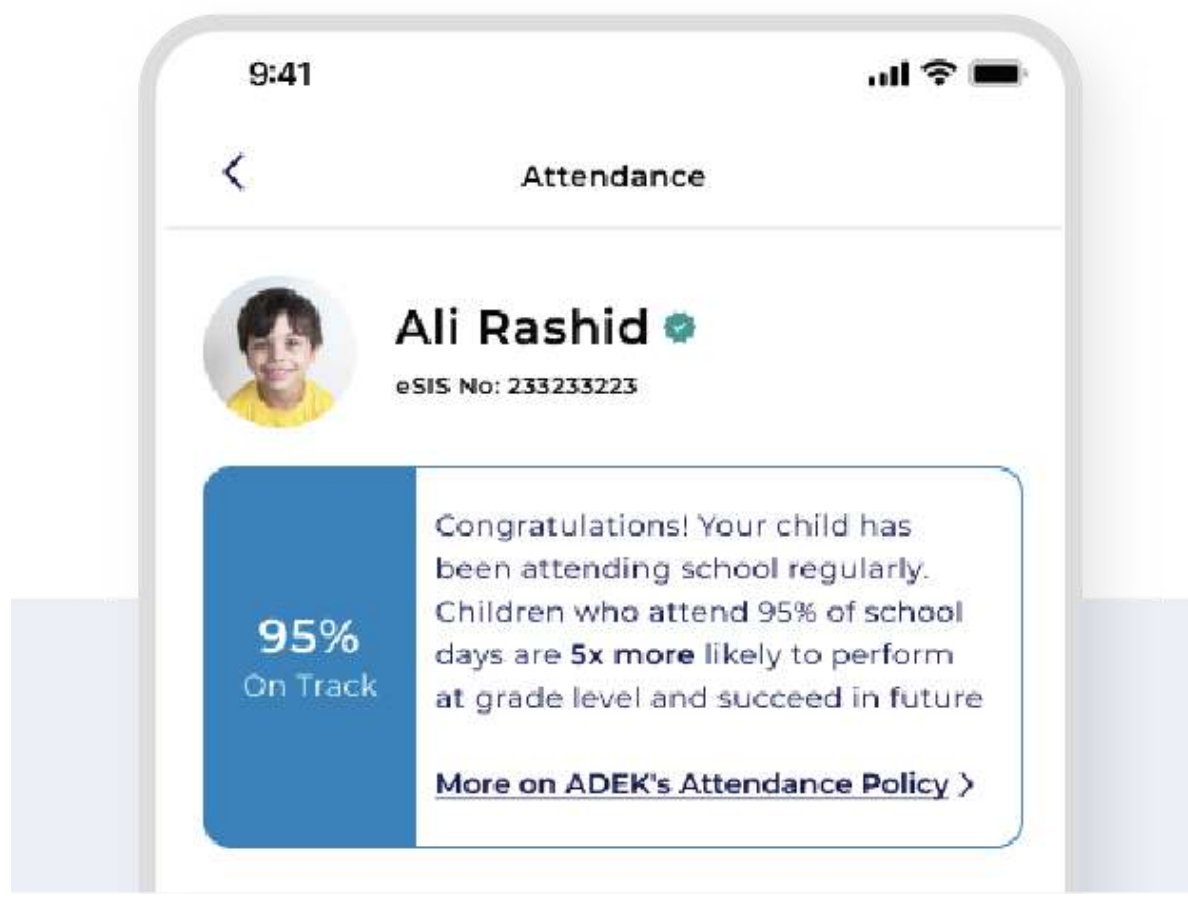 9:41
Attendance
Ali Rashid
eSIS No: 233233223
95%
On Track
Congratulations! Your child has
been attending school regularly.
Children who attend 95% of school
days are 5x more likely to perform
at grade level and succeed in future
More on ADEK's Attendance Policy >